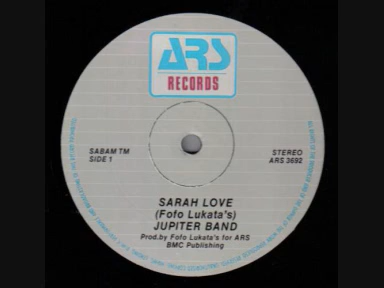 ARS
RECORDS
SABAM TM
SIDE 1
STEREO
ARS 3692
SARAH LOVE
(Fofo Lukata's)
JUPITER BAND
Prod.by Fofo Lukata's for ARS
BMC Publishing